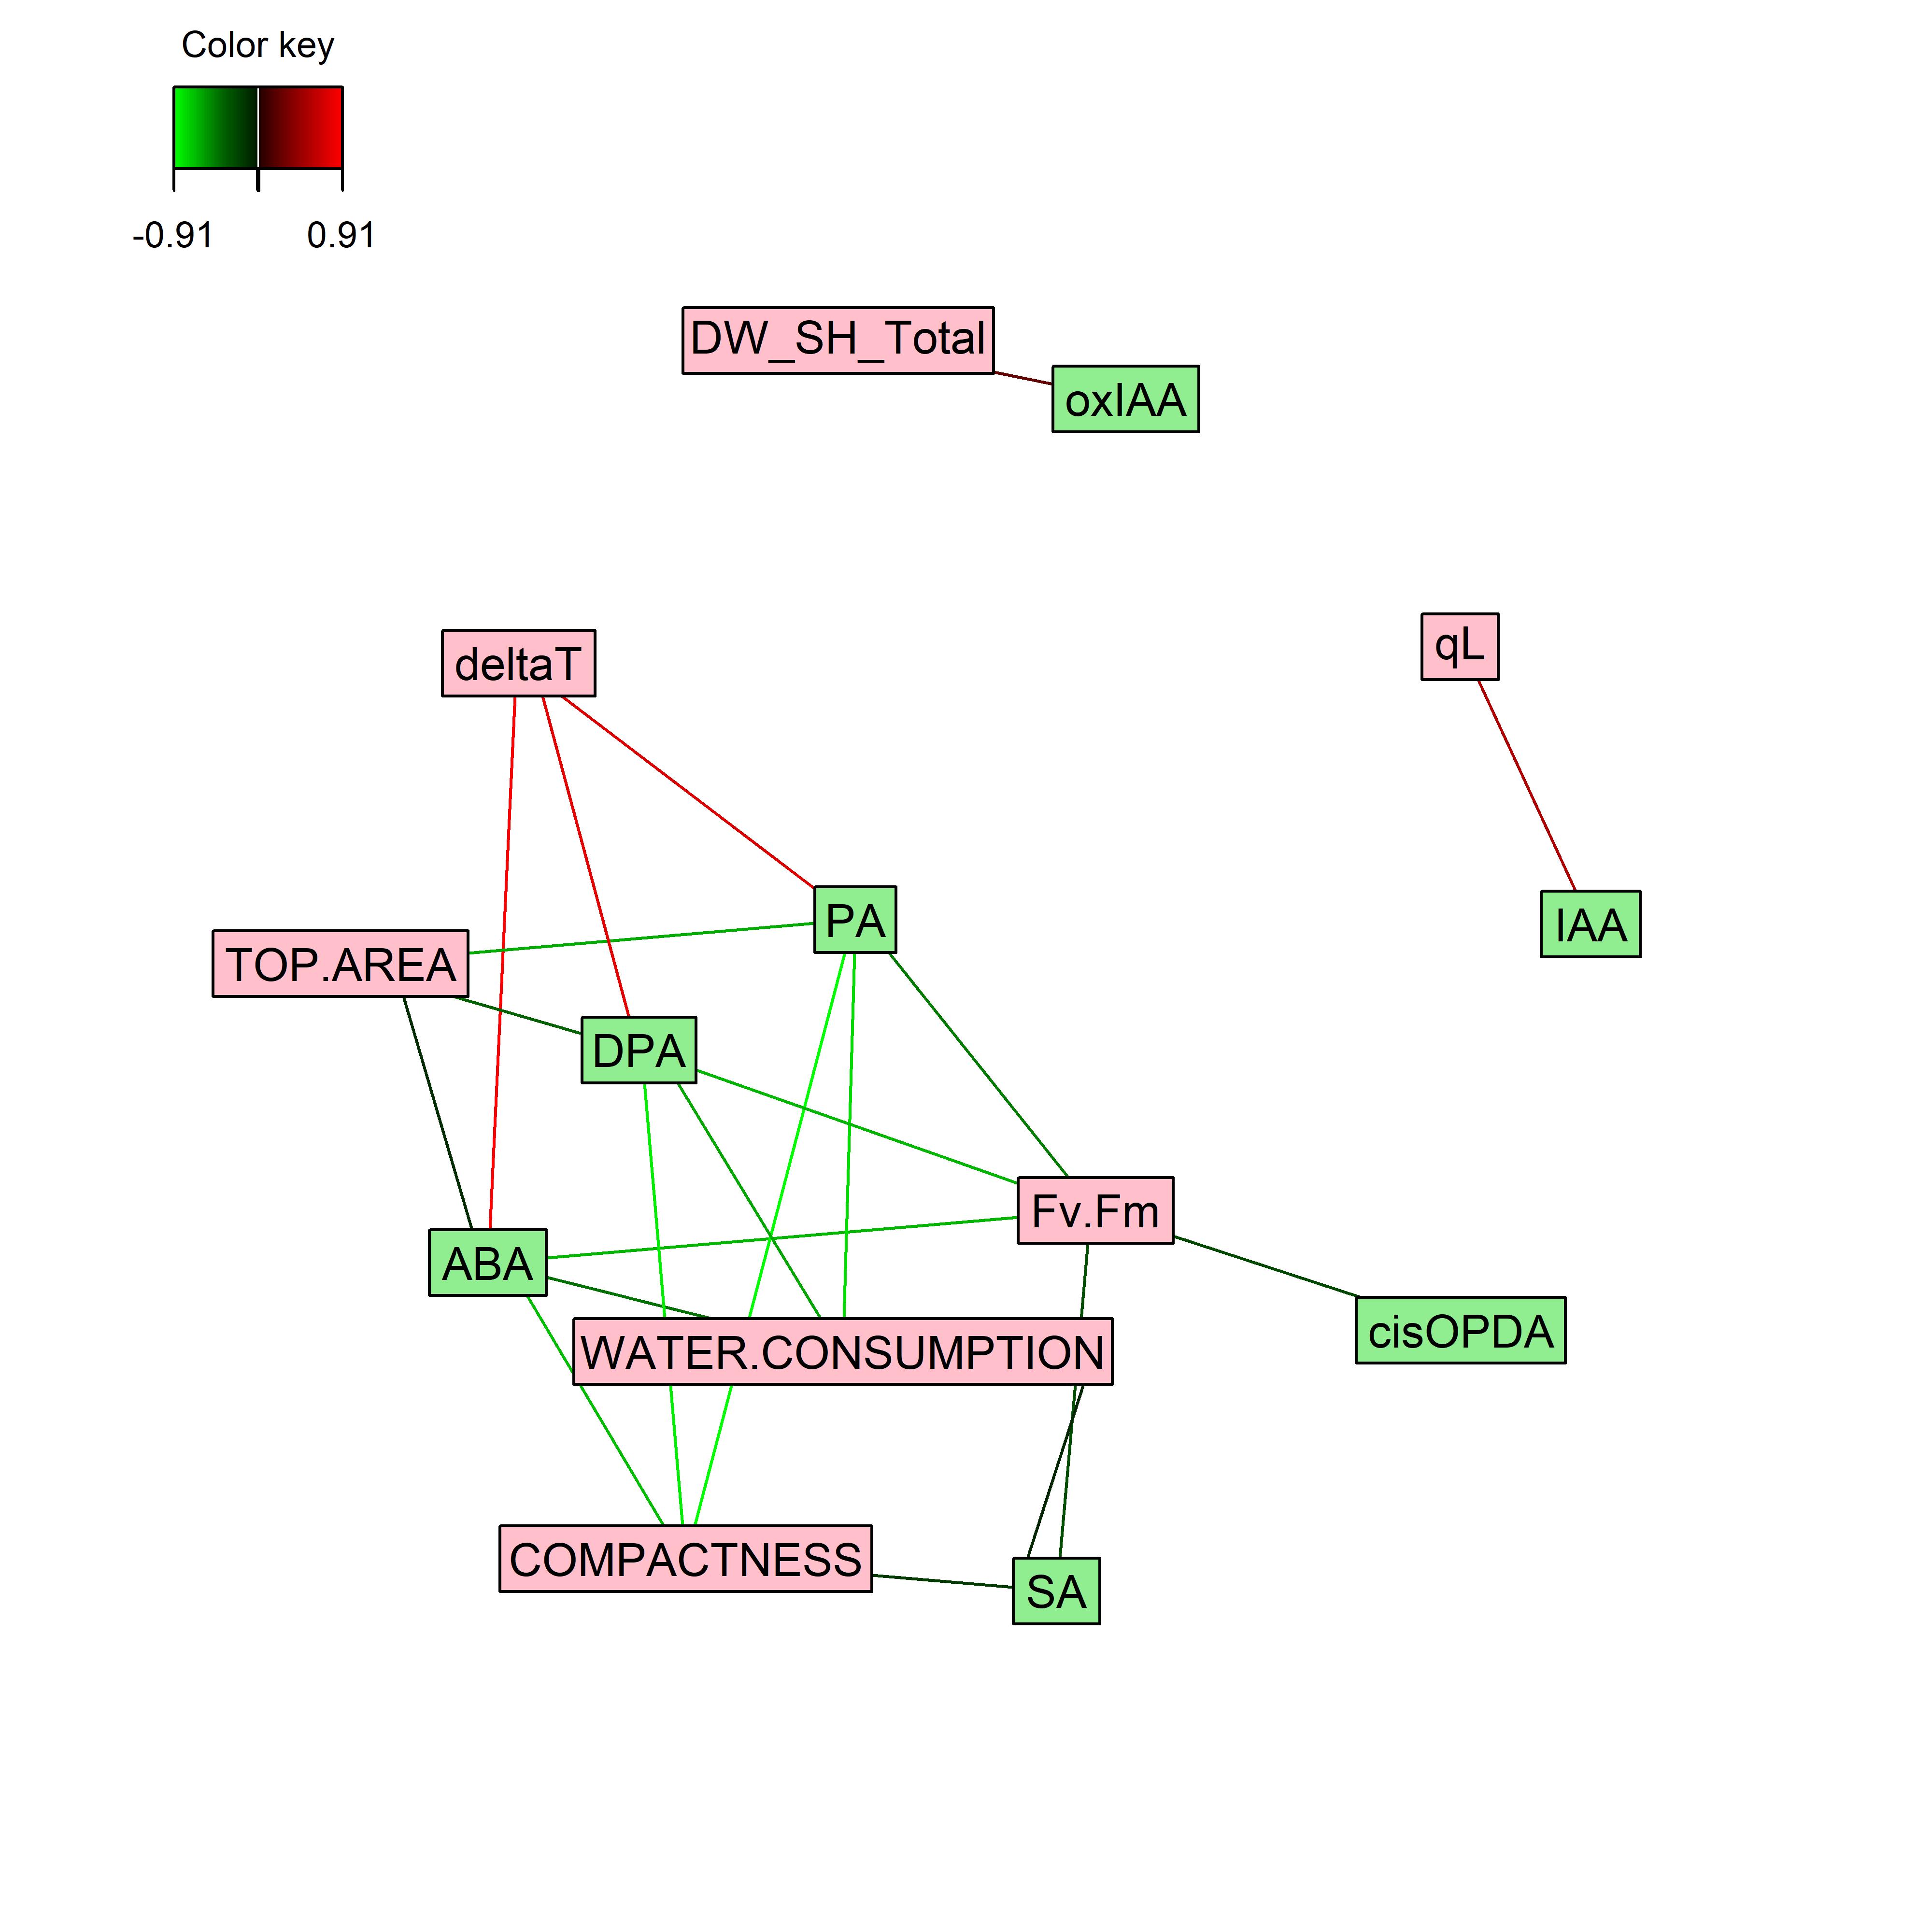 Color key
-0.91 0.91
DW_SH_Total
oxIAA
qL
deltaT
PA
IAA
TOP.AREA
DPA
Fv.Fm
ABA
cisOPDA
WATER.CONSUMPTION
COMPACTNESS
SA